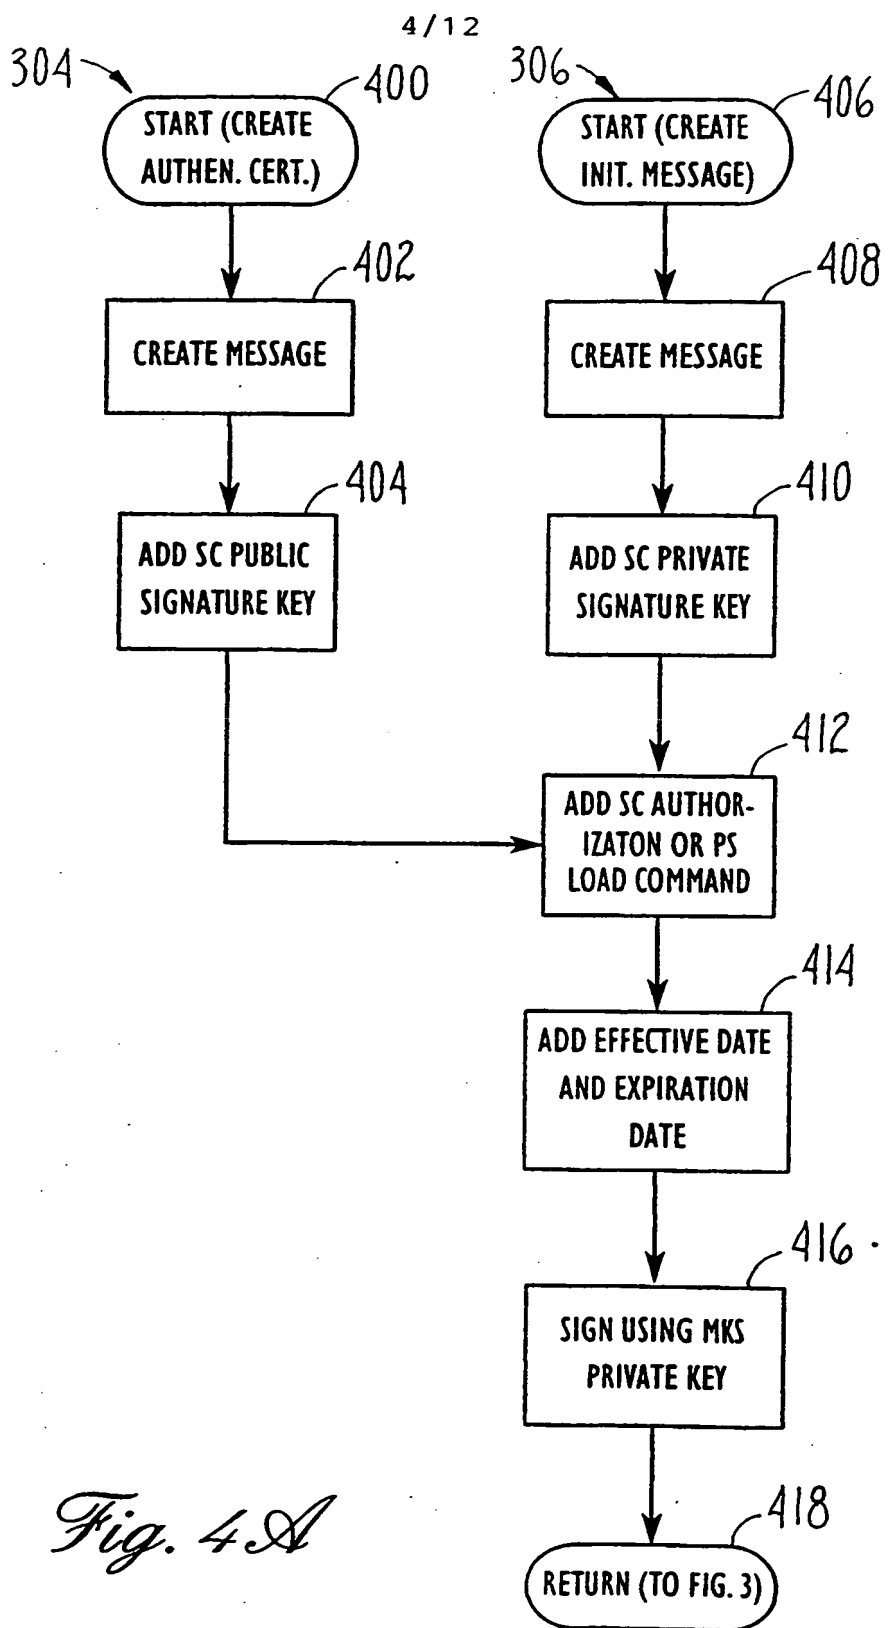 4/12
304
400
START (CREATE
AUTHEN. CERT.)
402
CREATE MESSAGE
404
ADD SC PUBLIC
SIGNATURE KEY
306
406
START (CREATE
INIT. MESSAGE)
408
CREATE MESSAGE
410
ADD SC PRIVATE
SIGNATURE KEY
412
ADD SC AUTHOR-
IZATON OR PS
LOAD COMMAND
414
ADD EFFECTIVE DATE
AND EXPIRATION
DATE
416
SIGN USING MKS
PRIVATE KEY
418
RETURN (TO FIG. 3)
Fig. 4A